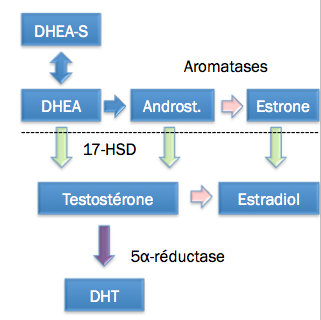 DHEA-S
Aromatases
DHEA
Androst.
Estrone
17-HSD
Testostérone
Estradiol
5α-réductase
DHT